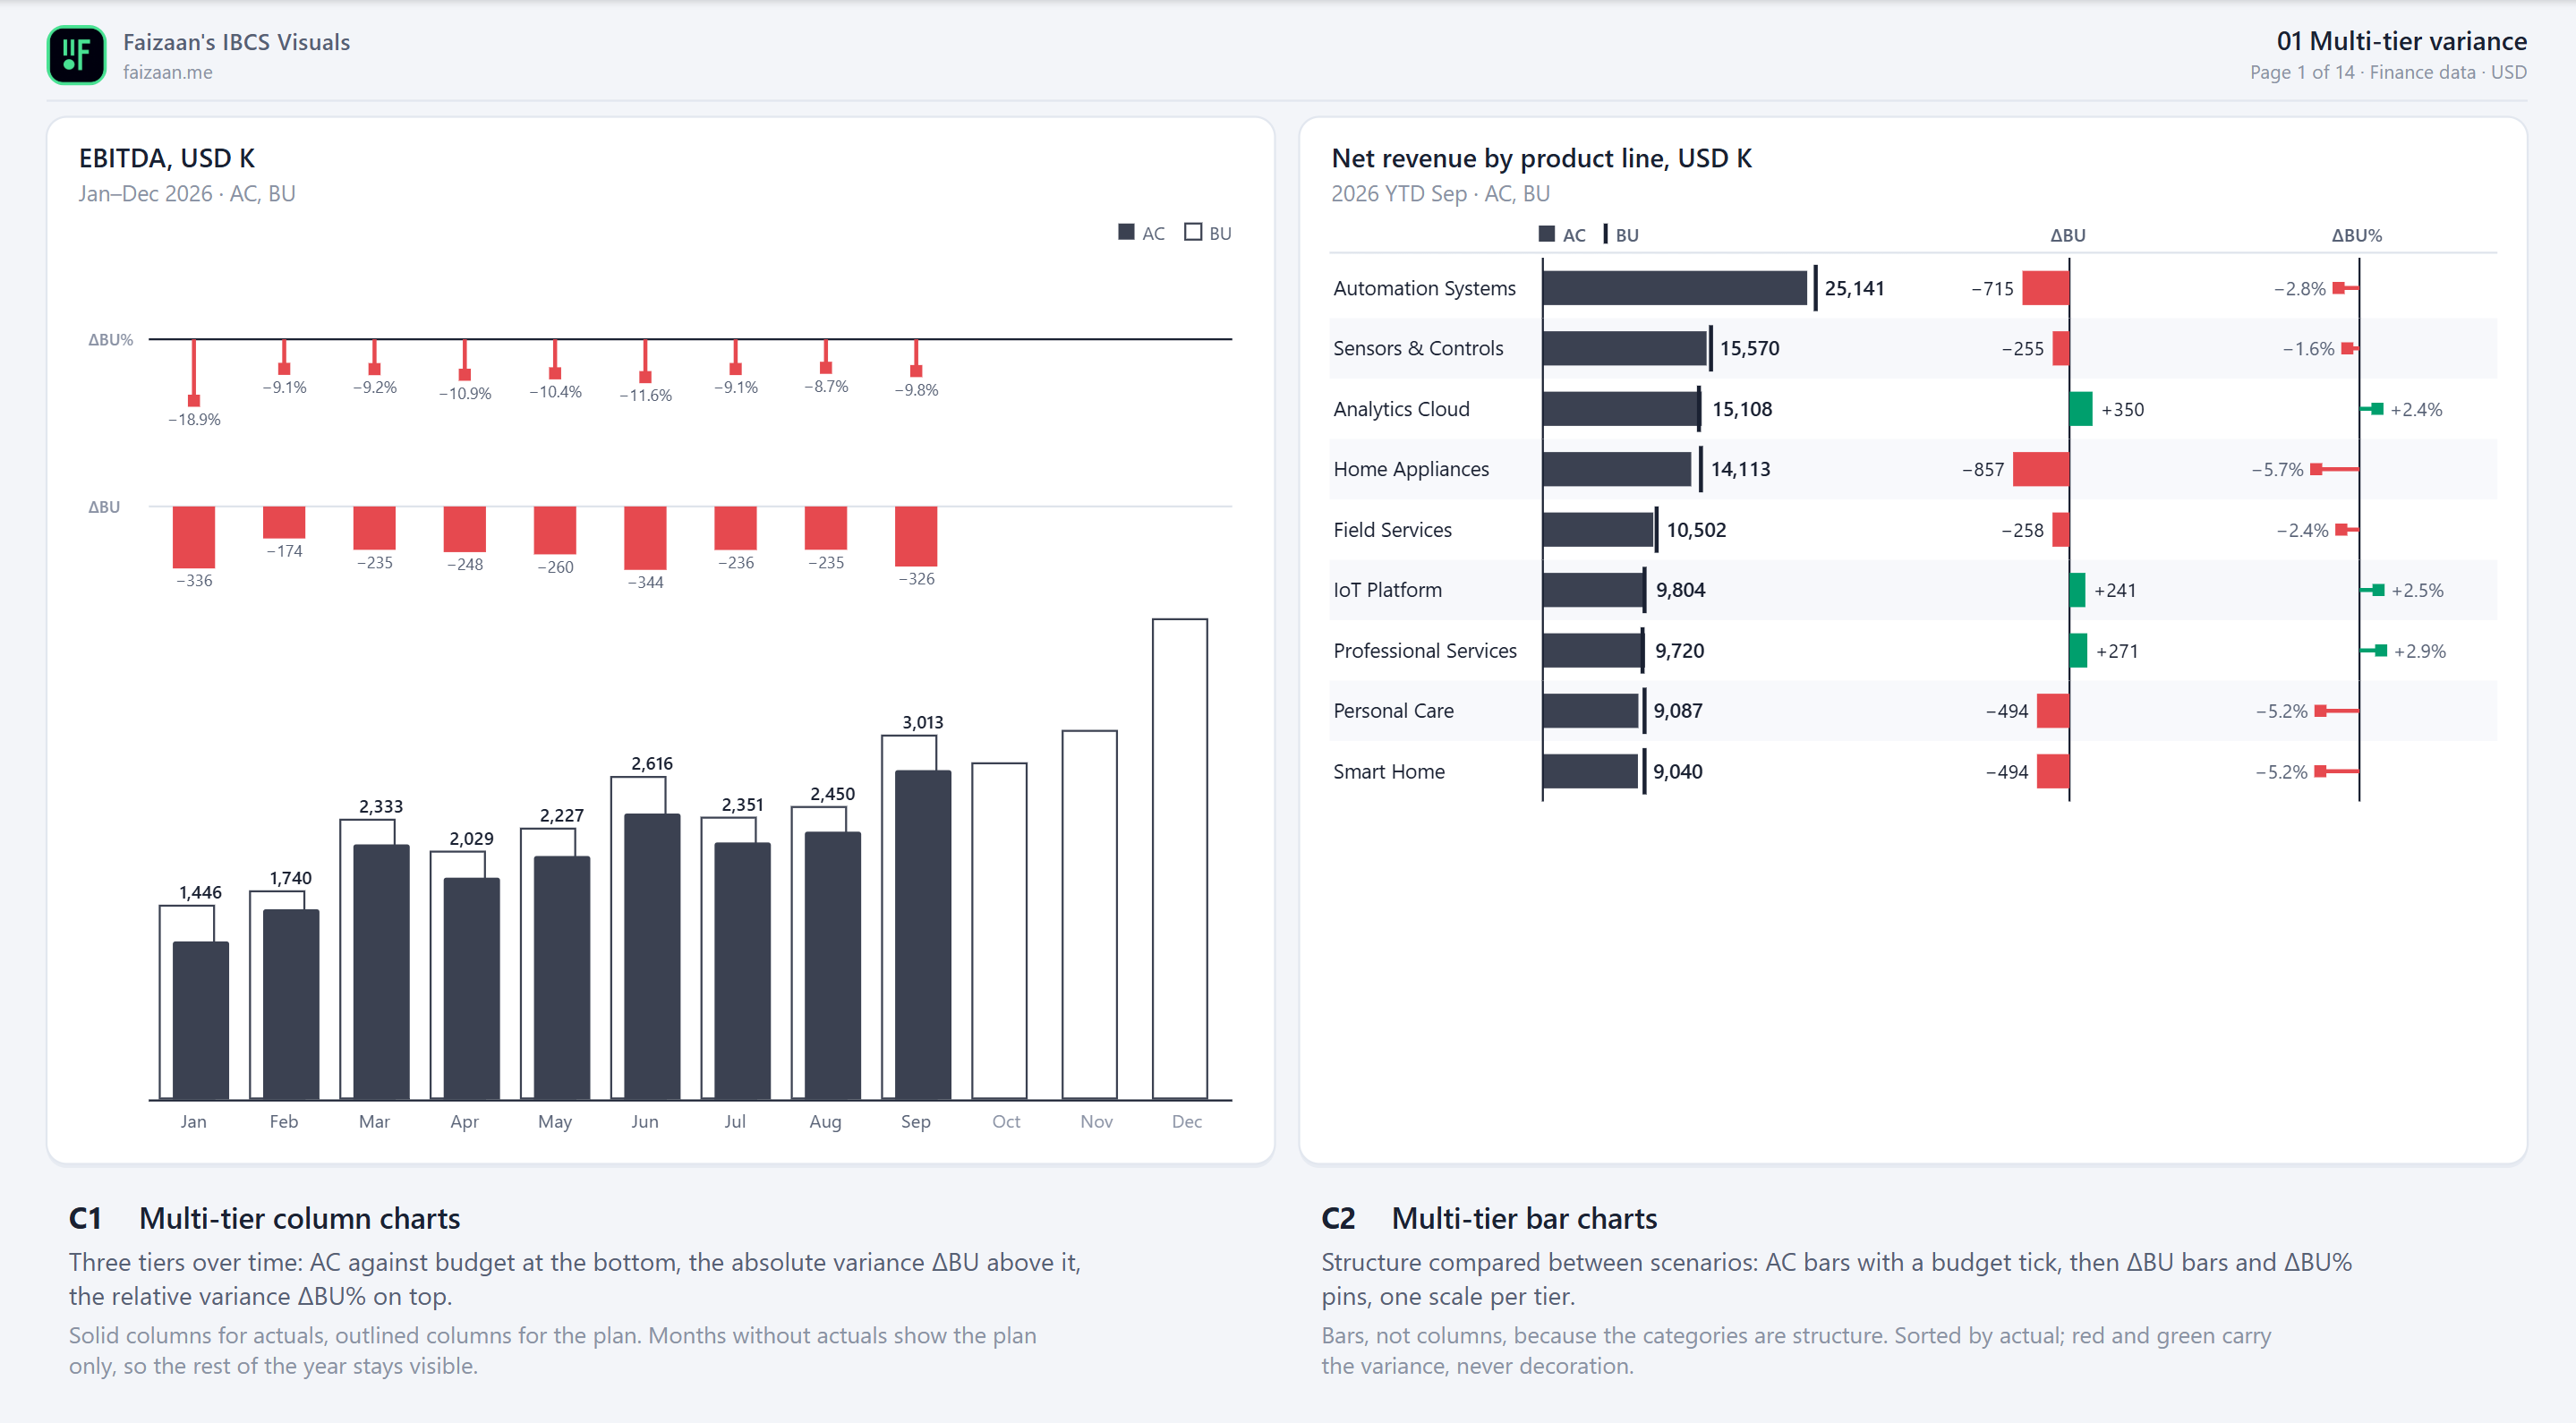 Faizaan's IBCS Visuals
faizaan.me
01 Multi-tier variance
Page 1 of 14 · Finance data · USD
EBITDA, USD K
Jan–Dec 2026 · AC, BU
AC BU
ΔBU%
−18.9% −9.1% −9.2% −10.9% −10.4% −11.6% −9.1% −8.7% −9.8%
ΔBU
−336 −174 −235 −248 −260 −344 −236 −235 −326
1,446 1,740 2,333 2,029 2,227 2,616 2,351 2,450 3,013
Jan Feb Mar Apr May Jun Jul Aug Sep Oct Nov Dec
Net revenue by product line, USD K
2026 YTD Sep · AC, BU
AC BU ΔBU ΔBU%
Automation Systems 25,141 −715 −2.8%
Sensors & Controls 15,570 −255 −1.6%
Analytics Cloud 15,108 +350 +2.4%
Home Appliances 14,113 −857 −5.7%
Field Services 10,502 −258 −2.4%
IoT Platform 9,804 +241 +2.5%
Professional Services 9,720 +271 +2.9%
Personal Care 9,087 −494 −5.2%
Smart Home 9,040 −494 −5.2%
C1 Multi-tier column charts
Three tiers over time: AC against budget at the bottom, the absolute variance ΔBU above it,
the relative variance ΔBU% on top.
Solid columns for actuals, outlined columns for the plan. Months without actuals show the plan
only, so the rest of the year stays visible.
C2 Multi-tier bar charts
Structure compared between scenarios: AC bars with a budget tick, then ΔBU bars and ΔBU%
pins, one scale per tier.
Bars, not columns, because the categories are structure. Sorted by actual; red and green carry
the variance, never decoration.